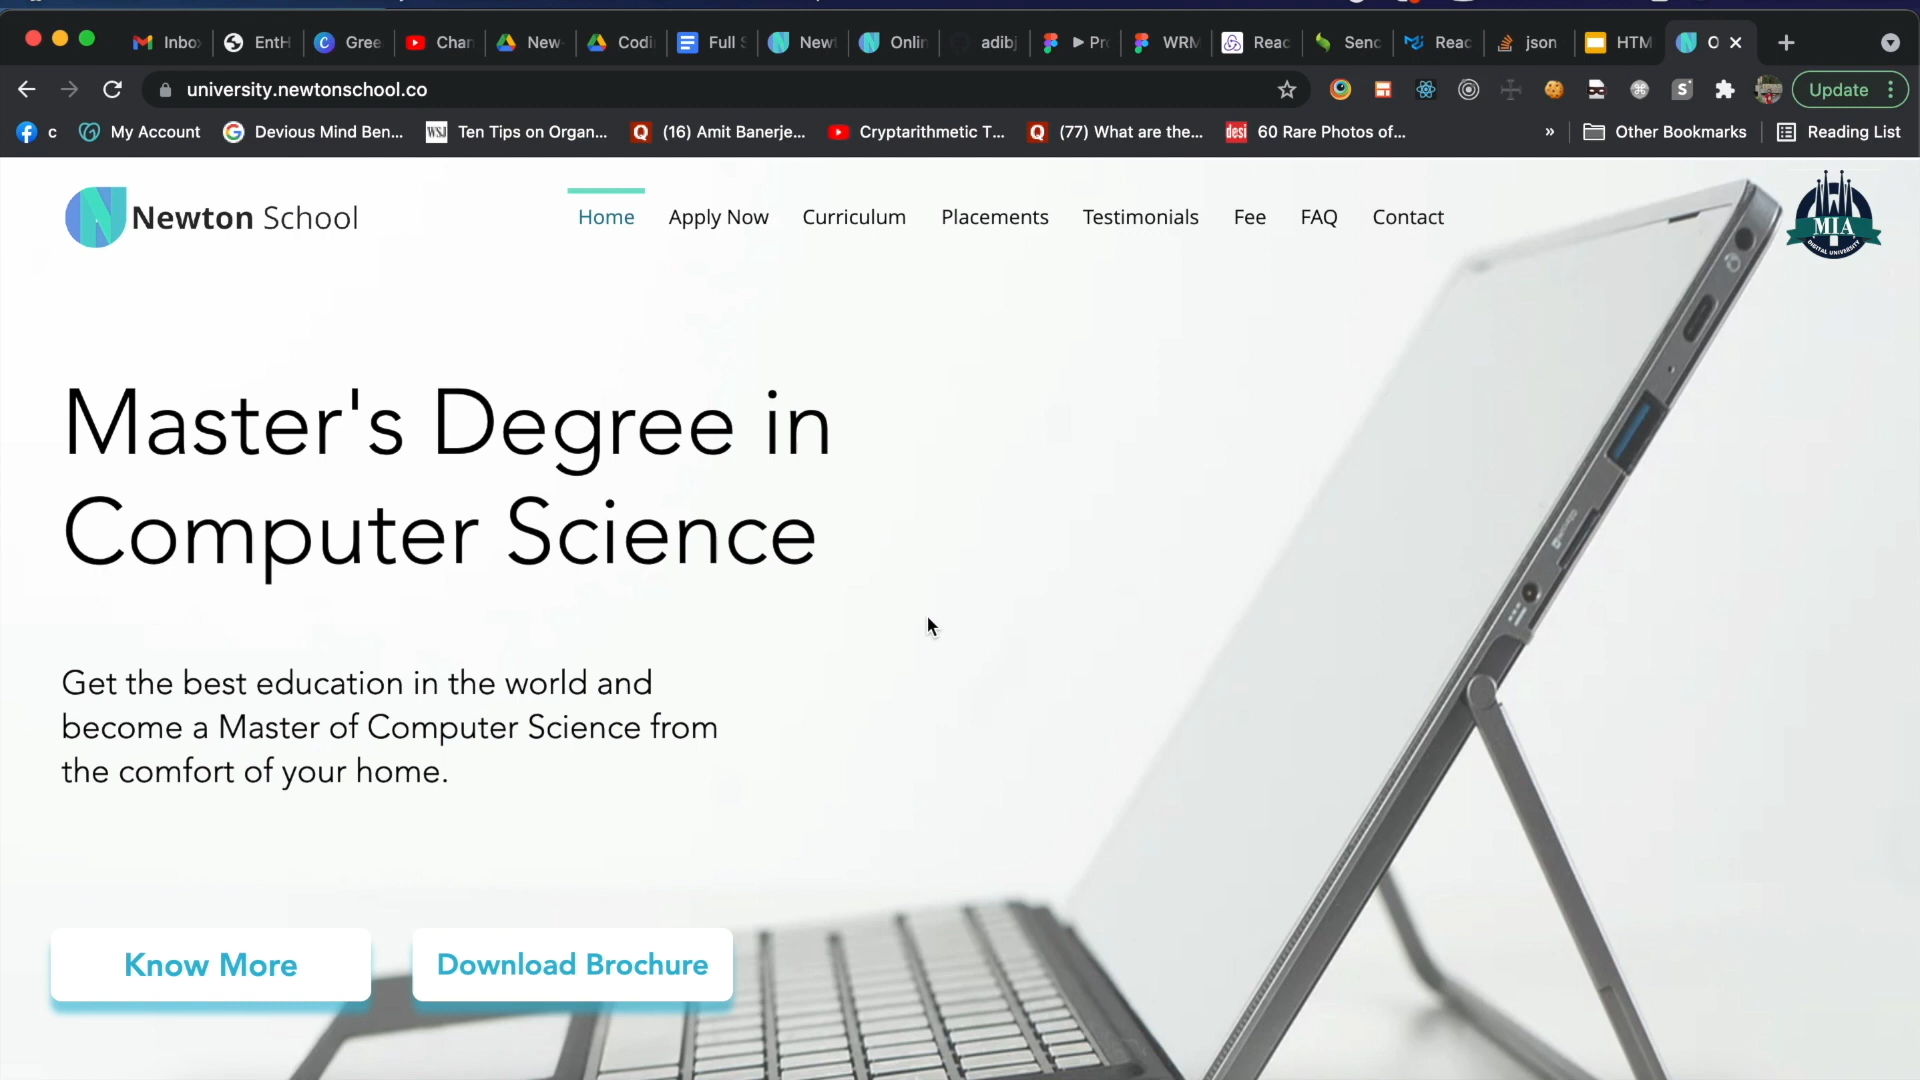 Inbo EntH Gree Chan New Codi Full S Newt Onlin adibj Pro WRM Reac Senc Reac json HTM O
university.newtonschool.co Update
c My Account Devious Mind Ben... WSJ Ten Tips on Organ... (16) Amit Banerje... Cryptarithmetic T... (77) What are the... desi 60 Rare Photos of... » Other Bookmarks Reading List
Newton School Home Apply Now Curriculum Placements Testimonials Fee FAQ Contact
MIA
DIGITAL UNIVERSITY
Master's Degree in
Computer Science
Get the best education in the world and
become a Master of Computer Science from
the comfort of your home.
Know More Download Brochure